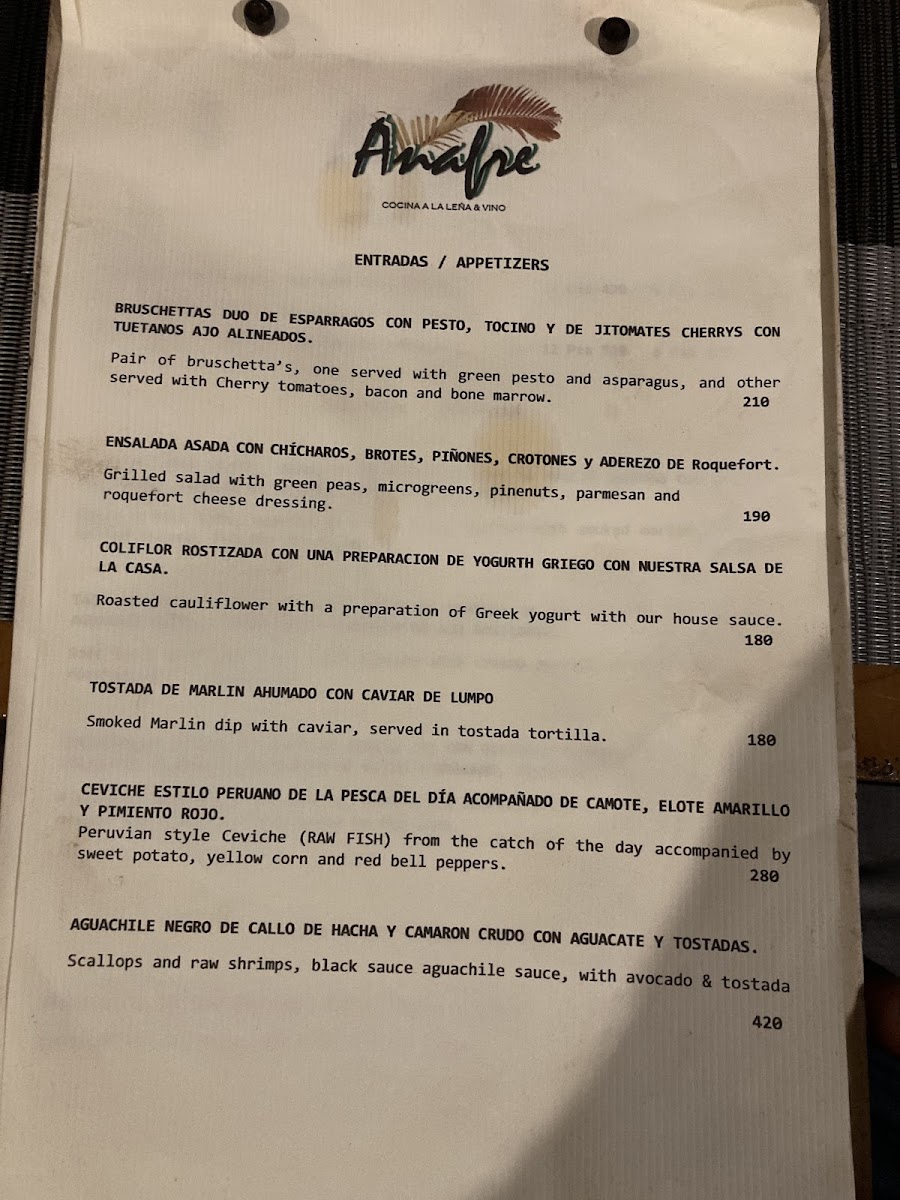 Anafre
COCINA A LA LEÑA & VINO
ENTRADAS / APPETIZERS
BRUSCHETTAS DUO DE ESPARRAGOS CON PESTO, TOCINO Y DE JITOMATES CHERRYS CON
TUETANOS AJO ALINEADOS.
Pair of bruschetta's, one served with green pesto and asparagus, and other
served with Cherry tomatoes, bacon and bone marrow.
210
ENSALADA ASADA CON CHÍCHAROS, BROTES, PIÑONES, CROTONES y ADEREZO DE Roquefort.
Grilled salad with green peas, microgreens, pinenuts, parmesan and
roquefort cheese dressing.
190
COLIFLOR ROSTIZADA CON UNA PREPARACION DE YOGURTH GRIEGO CON NUESTRA SALSA DE
LA CASA.
Roasted cauliflower with a preparation of Greek yogurt with our house sauce.
180
TOSTADA DE MARLIN AHUMADO CON CAVIAR DE LUMPO
Smoked Marlin dip with caviar, served in tostada tortilla.
180
CEVICHE ESTILO PERUANO DE LA PESCA DEL DÍA ACOMPAÑADO DE CAMOTE, ELOTE AMARILLO
Y PIMIENTO ROJO.
Peruvian style Ceviche (RAW FISH) from the catch of the day accompanied by
sweet potato, yellow corn and red bell peppers.
280
AGUACHILE NEGRO DE CALLO DE HACHA Y CAMARON CRUDO CON AGUACATE Y TOSTADAS.
Scallops and raw shrimps, black sauce aguachile sauce, with avocado & tostada
420